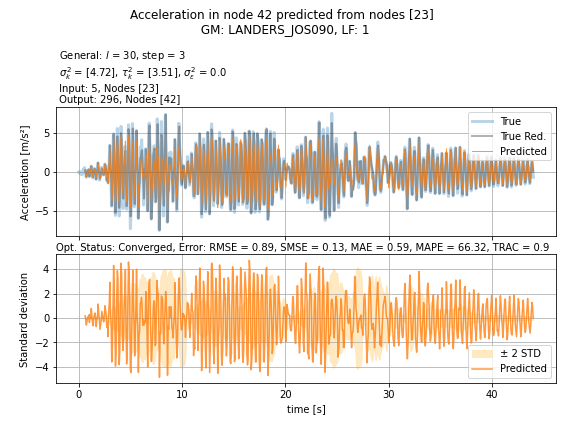 Acceleration in node 42 predicted from nodes [23]
GM: LANDERS_JOS090, LF: 1
General: l = 30, step = 3
σ²ₖ = [4.72], τ²ₖ = [3.51], σ²_ε = 0.0
Input: 5, Nodes [23]
Output: 296, Nodes [42]
Acceleration [m/s²]
5
0
−5
True
True Red.
Predicted
Opt. Status: Converged, Error: RMSE = 0.89, SMSE = 0.13, MAE = 0.59, MAPE = 66.32, TRAC = 0.9
Standard deviation
4
2
0
−2
−4
± 2 STD
Predicted
0 10 20 30 40
time [s]